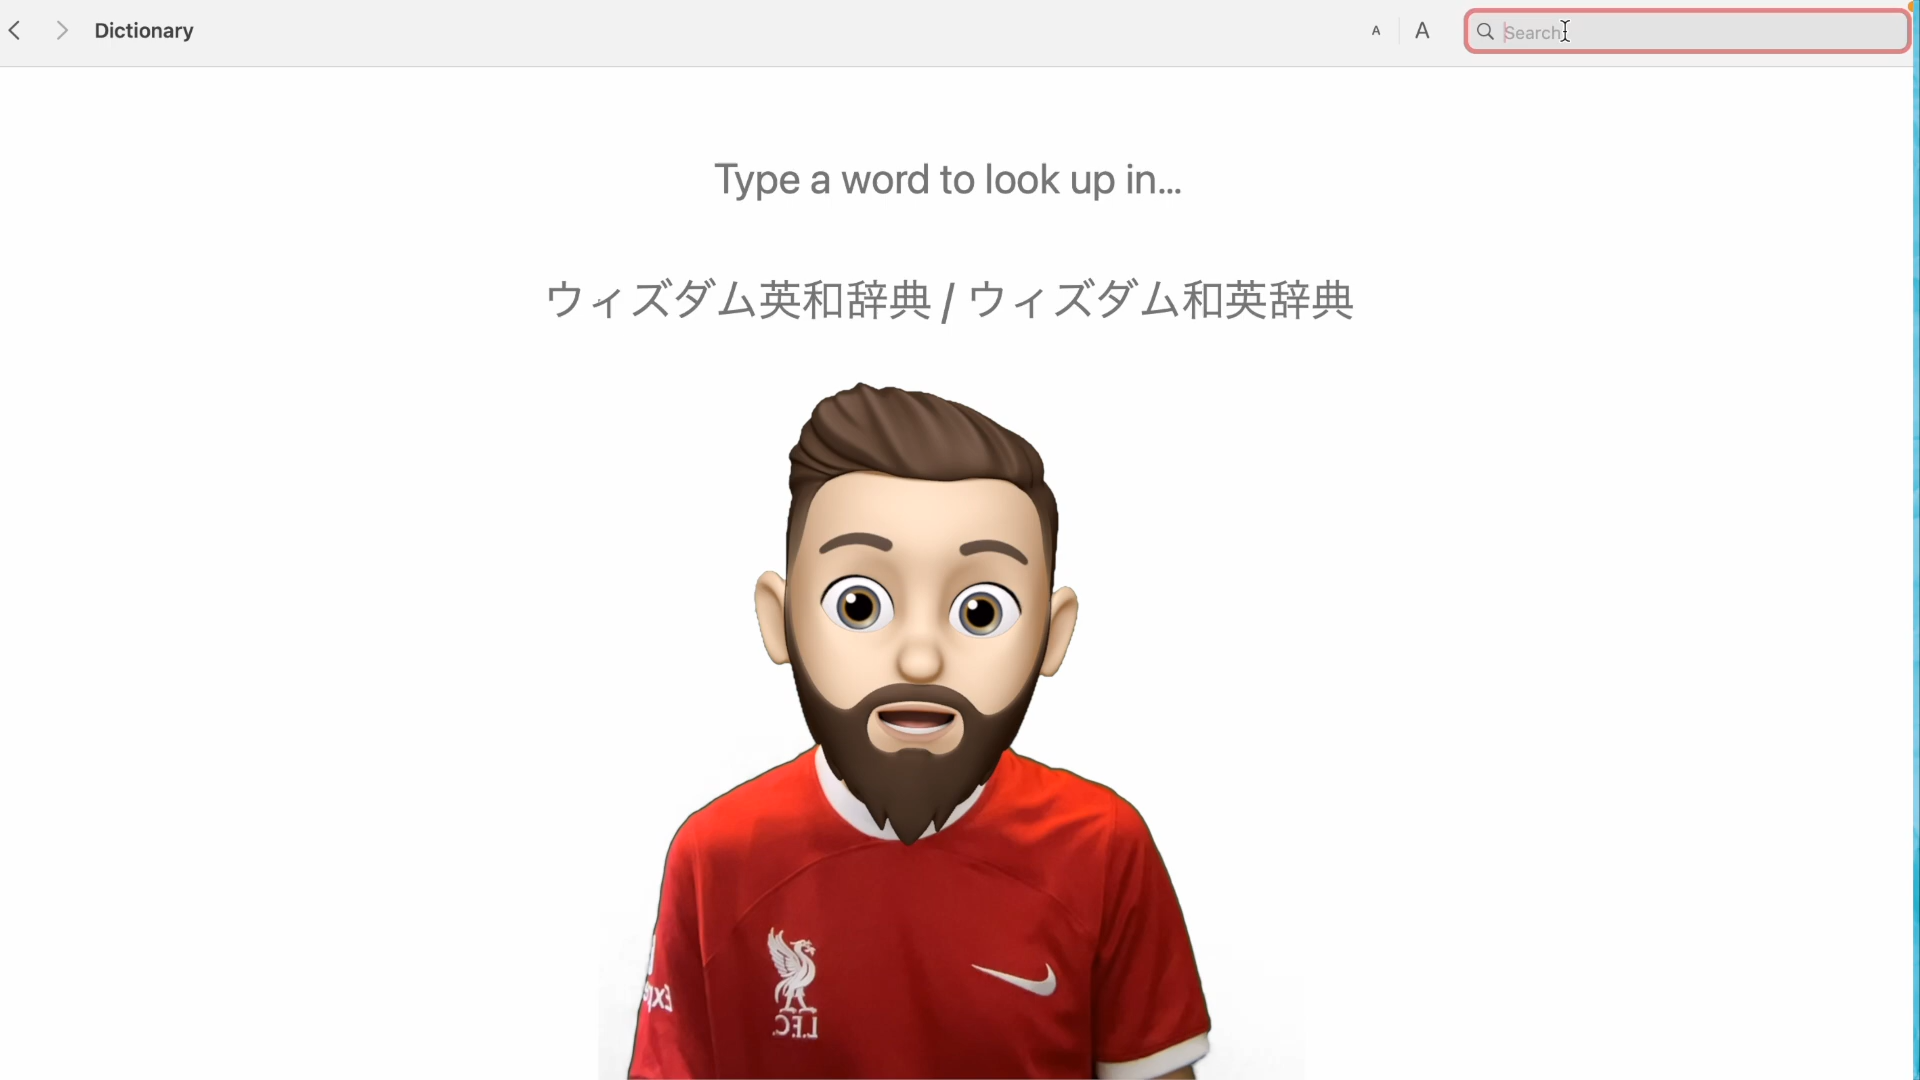 Dictionary
A A
Search
Type a word to look up in...
ウィズダム英和辞典 / ウィズダム和英辞典
L.F.C.